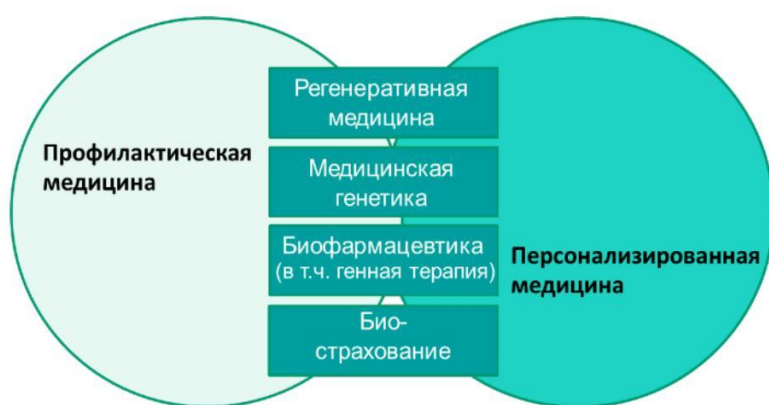 Регенеративная
медицина
Профилактическая
медицина
Медицинская
генетика
Биофармацевтика
(в т.ч. генная терапия)
Персонализированная
медицина
Био-
страхование